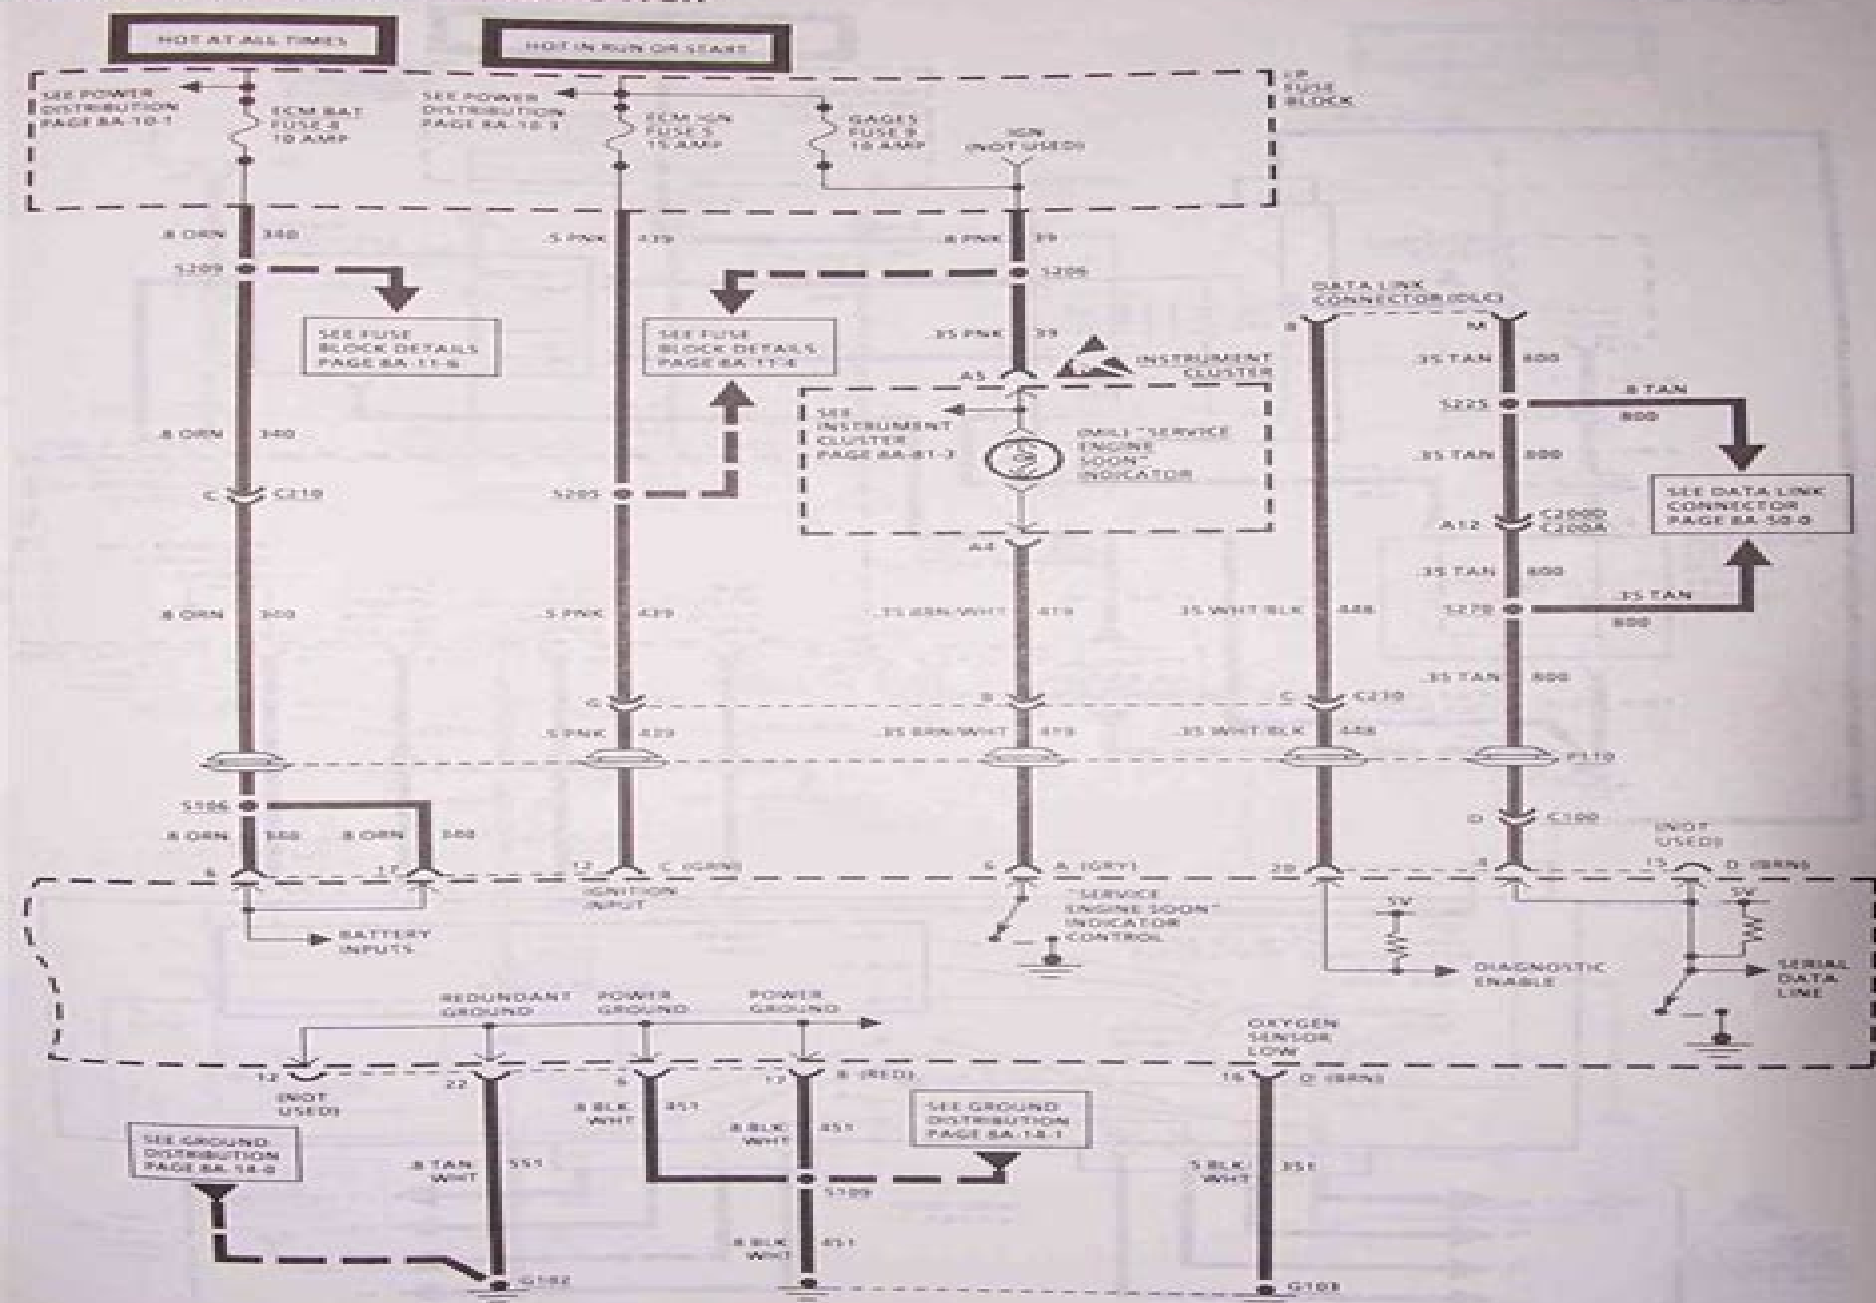 HOT AT ALL TIMES
HOT IN RUN OR START
SEE POWER
DISTRIBUTION
PAGE 8A-10-1
ECM BAT
FUSE 8
10 AMP
SEE POWER
DISTRIBUTION
PAGE 8A-10-3
ECM IGN
FUSE 5
15 AMP
GAGES
FUSE 9
10 AMP
IGN
(NOT USED)
I/P
FUSE
BLOCK
.8 ORN 340
.5 PNK 439
.8 PNK 39
S209
S206
SEE FUSE
BLOCK DETAILS
PAGE 8A-11-6
SEE FUSE
BLOCK DETAILS
PAGE 8A-11-4
.35 PNK 39
DATA LINK
CONNECTOR (DLC)
M
.35 TAN 800
A5
INSTRUMENT
CLUSTER
S225
.8 TAN
800
SEE
INSTRUMENT
CLUSTER
PAGE 8A-81-3
(MIL) "SERVICE
ENGINE
SOON"
INDICATOR
.8 ORN 340
.35 TAN 800
C C210
S205
SEE DATA LINK
CONNECTOR
PAGE 8A-50-0
A12 C200D
C200A
A4
.35 TAN 800
.8 ORN 340
.5 PNK 439
.35 BRN/WHT 419
.35 WHT/BLK 448
S270
.35 TAN
800
.35 TAN 800
G
C C210
.5 PNK 439
.35 BRN/WHT 419
.35 WHT/BLK 448
P110
S106
.8 ORN 340
.8 ORN 340
D C100
(NOT
USED)
6
17
12 C (GRN)
6 A (GRY)
20
15 D (BRN)
IGNITION
INPUT
BATTERY
INPUTS
"SERVICE
ENGINE SOON"
INDICATOR
CONTROL
5V
DIAGNOSTIC
ENABLE
5V
SERIAL
DATA
LINE
REDUNDANT
GROUND
POWER
GROUND
POWER
GROUND
OXYGEN
SENSOR
LOW
12
(NOT
USED)
22
6
17 B (RED)
16 D (BRN)
.8 BLK
WHT 451
.8 BLK
WHT 451
SEE GROUND
DISTRIBUTION
PAGE 8A-14-1
SEE GROUND
DISTRIBUTION
PAGE 8A-14-0
.8 TAN
WHT 551
S109
.5 BLK/
WHT 351
.8 BLK
WHT 451
G102
G103